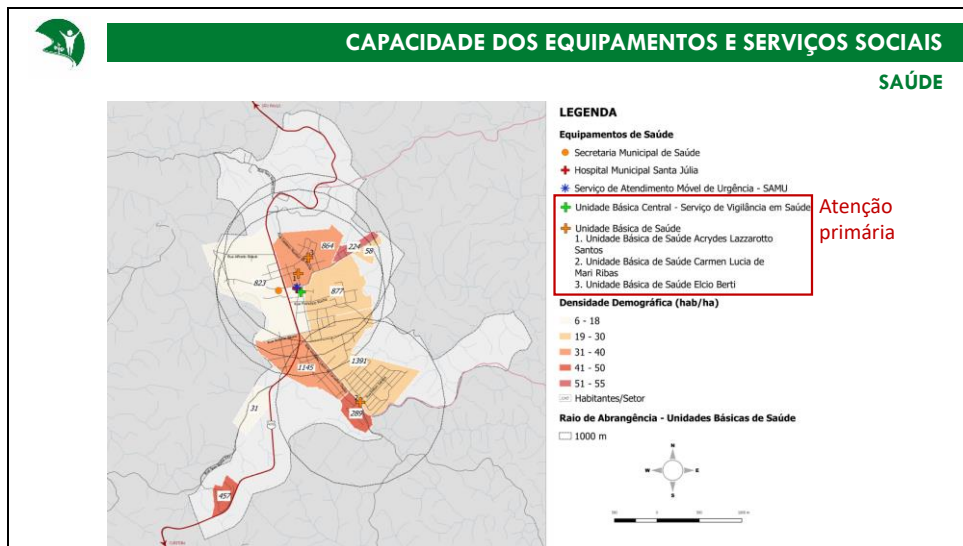 CAPACIDADE DOS EQUIPAMENTOS E SERVIÇOS SOCIAIS
SAÚDE
LEGENDA
Equipamentos de Saúde
Secretaria Municipal de Saúde
Hospital Municipal Santa Júlia
Serviço de Atendimento Móvel de Urgência - SAMU
Unidade Básica Central - Serviço de Vigilância em Saúde
Unidade Básica de Saúde
1. Unidade Básica de Saúde Acrydes Lazzarotto
Santos
2. Unidade Básica de Saúde Carmen Lucia de
Mari Ribas
3. Unidade Básica de Saúde Elcio Berti
Atenção
primária
Densidade Demográfica (hab/ha)
6 - 18
19 - 30
31 - 40
41 - 50
51 - 55
Habitantes/Setor
Raio de Abrangência - Unidades Básicas de Saúde
1000 m
N
W
E
S
SÃO PAULO
864
224
58
823
877
1145
1391
289
31
457
CURITIBA